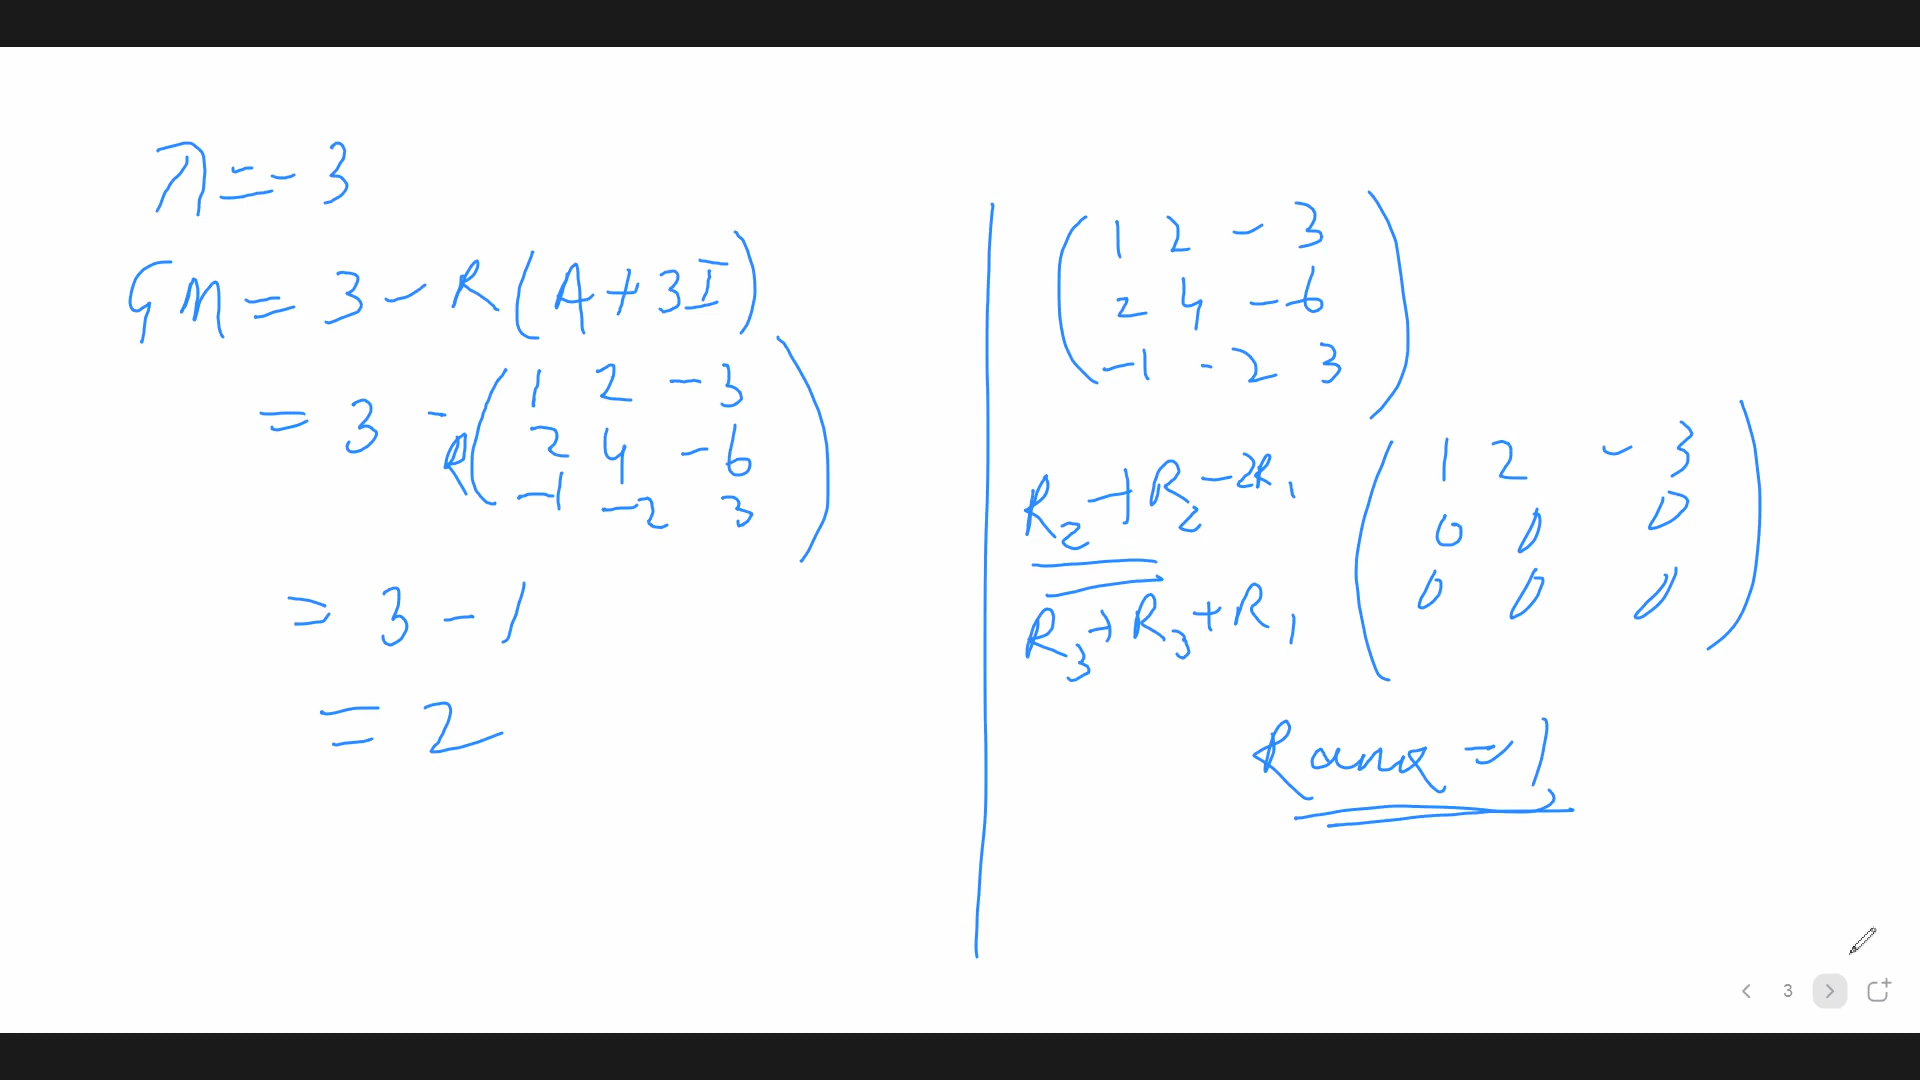 λ = -3
GM = 3 - R(A+3I)
= 3 - R(1 2 -3
2 4 -6
-1 -2 3)
= 3 - 1
= 2
(1 2 -3
2 4 -6
-1 -2 3)
R2 → R2 - 2R1
R3 → R3 + R1
(1 2 -3
0 0 0
0 0 0)
Rank = 1
3